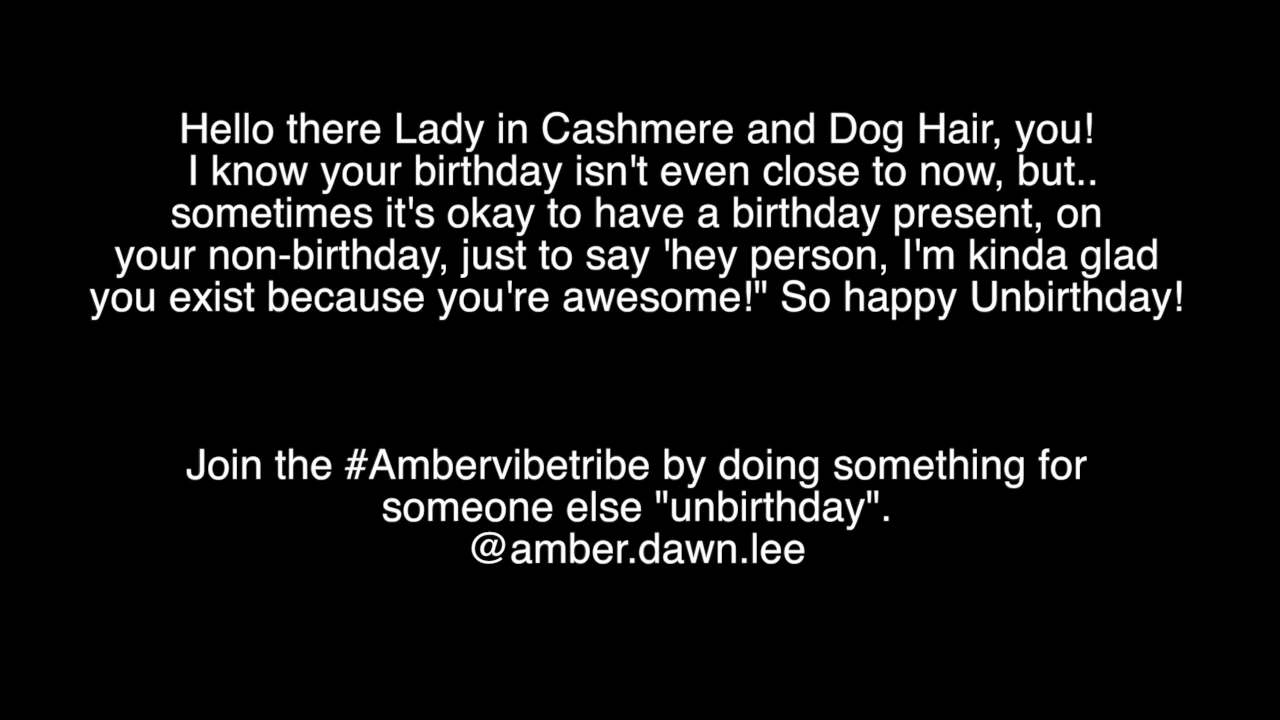 Hello there Lady in Cashmere and Dog Hair, you!
I know your birthday isn't even close to now, but..
sometimes it's okay to have a birthday present, on
your non-birthday, just to say 'hey person, I'm kinda glad
you exist because you're awesome!" So happy Unbirthday!
Join the #Ambervibetribe by doing something for
someone else "unbirthday".
@amber.dawn.lee